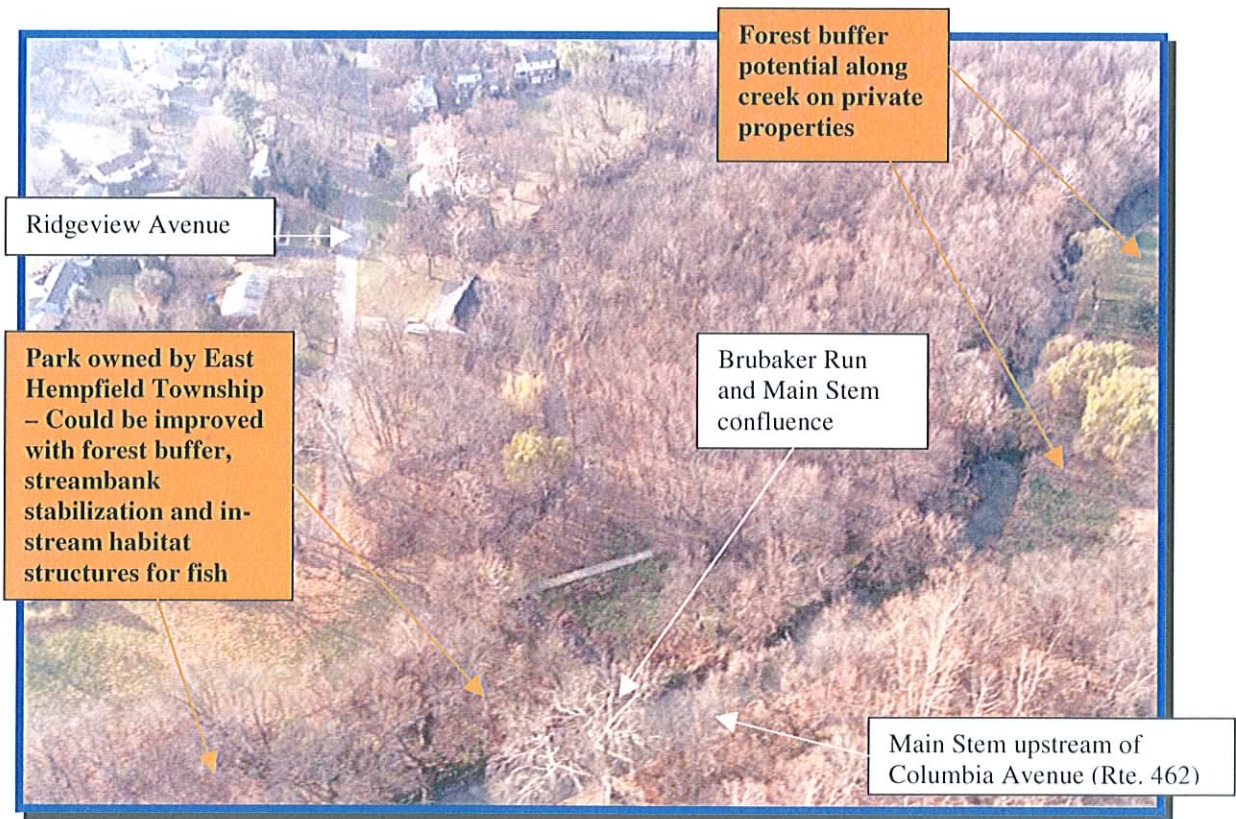 Forest buffer
potential along
creek on private
properties
Ridgeview Avenue
Park owned by East
Hempfield Township
– Could be improved
with forest buffer,
streambank
stabilization and in-
stream habitat
structures for fish
Brubaker Run
and Main Stem
confluence
Main Stem upstream of
Columbia Avenue (Rte. 462)